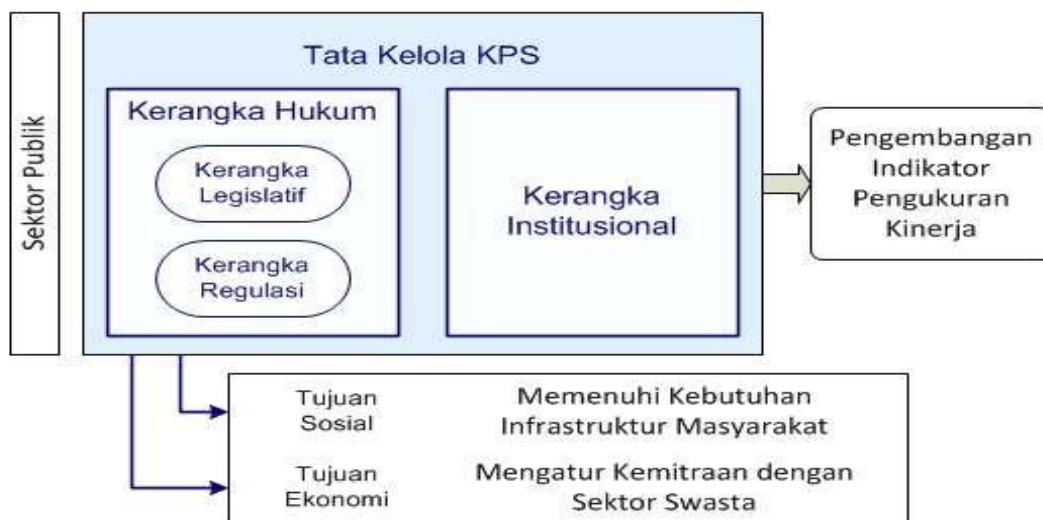 Sektor Publik
Tata Kelola KPS
Kerangka Hukum
Kerangka
Legislatif
Kerangka
Regulasi
Kerangka
Institusional
Pengembangan
Indikator
Pengukuran
Kinerja
Tujuan
Sosial
Memenuhi Kebutuhan
Infrastruktur Masyarakat
Tujuan
Ekonomi
Mengatur Kemitraan dengan
Sektor Swasta